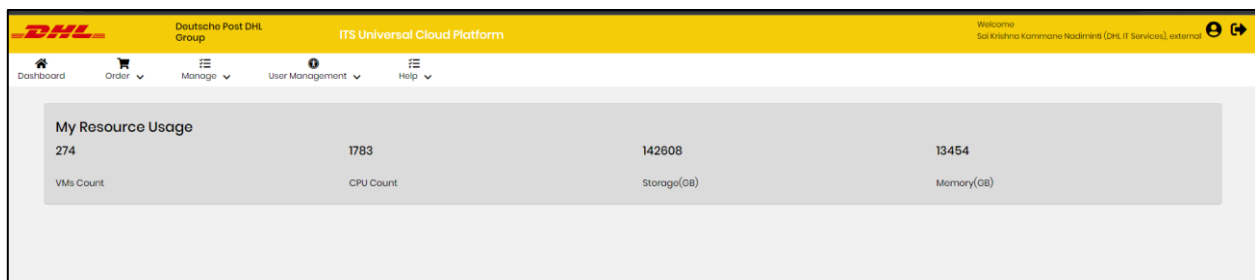 DHL
Deutsche Post DHL
Group
ITS Universal Cloud Platform
Welcome
Sai Krishna Kammane Nadiminti (DHL IT Services), external
Dashboard
Order
Manage
User Management
Help
My Resource Usage
274 1783 142608 13454
VMs Count CPU Count Storage(GB) Memory(GB)